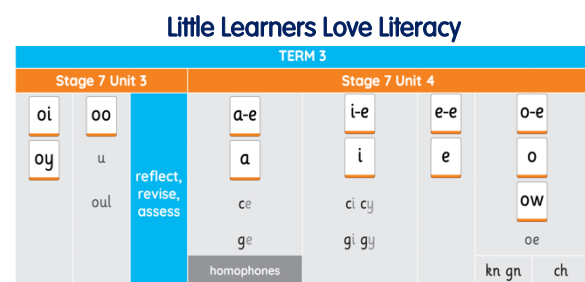 Little Learners Love Literacy
TERM 3
Stage 7 Unit 3 Stage 7 Unit 4
oi oo a-e i-e e-e o-e
oy u a i e o
reflect,
revise,
assess
oul ce ci cy ow
ge gi gy oe
homophones kn gn ch